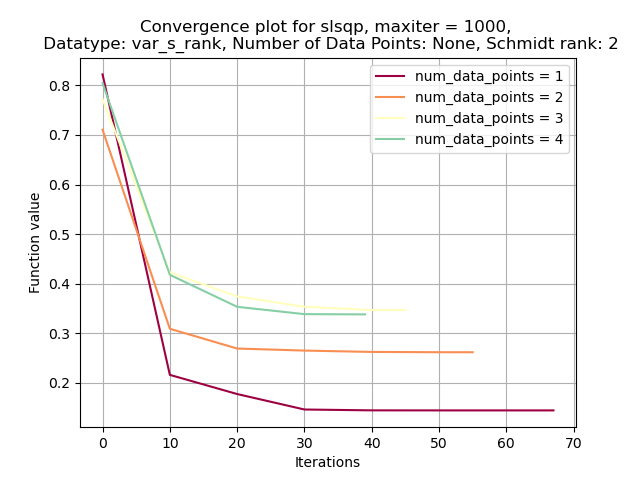 Convergence plot for slsqp, maxiter = 1000,
Datatype: var_s_rank, Number of Data Points: None, Schmidt rank: 2
num_data_points = 1
num_data_points = 2
num_data_points = 3
num_data_points = 4
Function value
0.8
0.7
0.6
0.5
0.4
0.3
0.2
0 10 20 30 40 50 60 70
Iterations